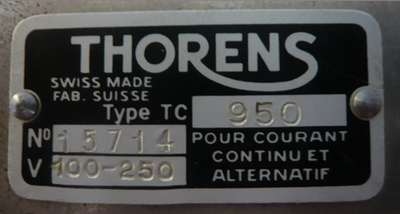 THORENS
SWISS MADE
FAB. SUISSE
Type TC 950
Nº 15714 POUR COURANT
V 100-250 CONTINU ET
ALTERNATIF